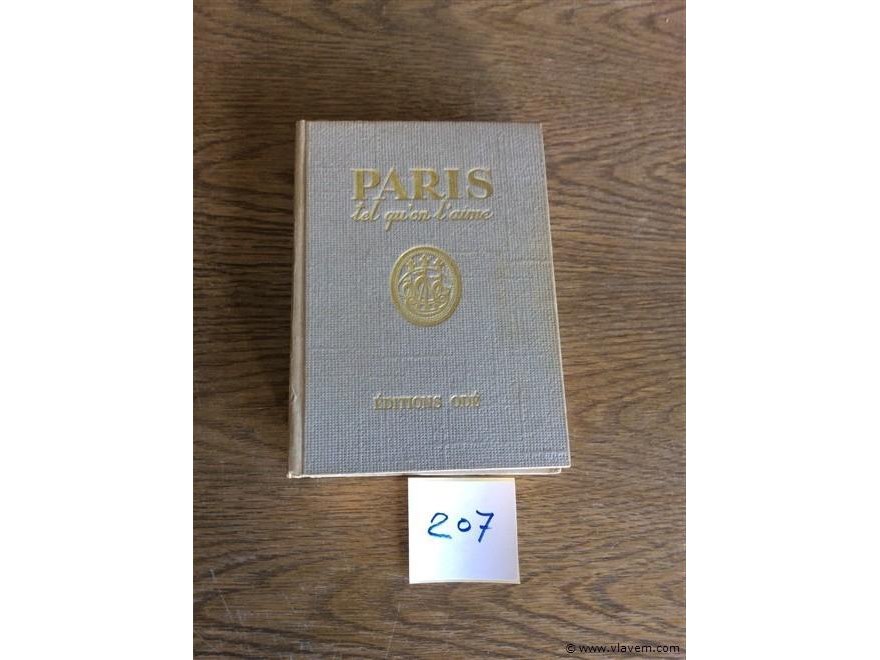 PARIS
tel qu'on l'aime
ÉDITIONS ODÉ
207
© www.vlavem.com